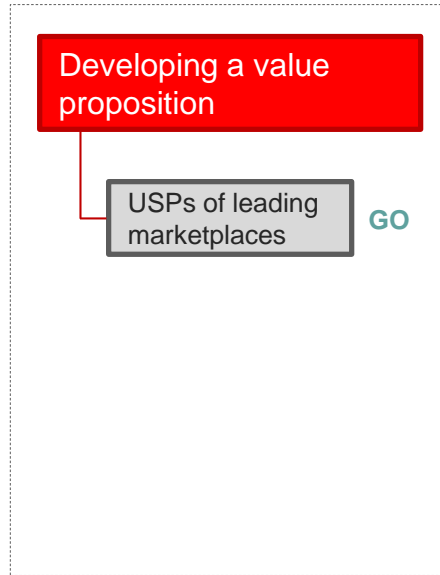 Developing a value
proposition
USPs of leading
marketplaces
GO